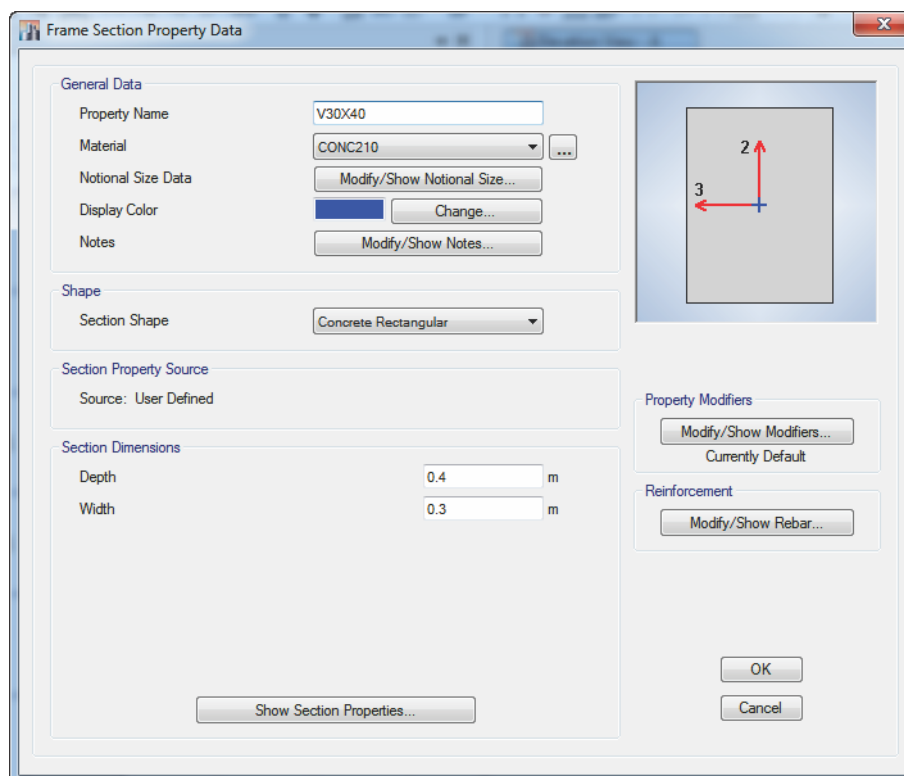 Frame Section Property Data
General Data
Property Name V30X40
Material CONC210 ...
Notional Size Data Modify/Show Notional Size...
Display Color Change...
Notes Modify/Show Notes...
2
3
Shape
Section Shape Concrete Rectangular
Section Property Source
Source: User Defined
Property Modifiers
Modify/Show Modifiers...
Currently Default
Section Dimensions
Depth 0.4 m
Width 0.3 m
Reinforcement
Modify/Show Rebar...
Show Section Properties...
OK
Cancel